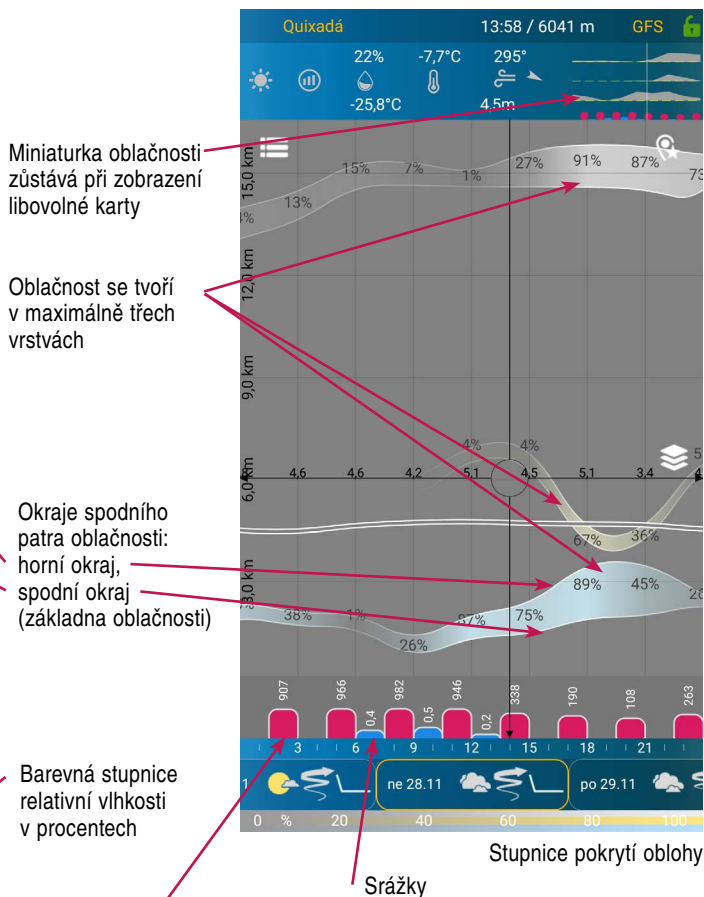 Quixadá 13:58 / 6041 m GFS
22% -7,7°C 295°
-25,8°C 4,5m
Miniaturka oblačnosti
zůstává při zobrazení
libovolné karty
15,0 km
15% 7% 1% 27% 91% 87% 73
13%
4%
Oblačnost se tvoří
v maximálně třech
vrstvách
12,0 km
9,0 km
4% 4%
5
6,0 km
4,6 4,6 4,2 5,1 4,5 5,1 3,4 4
67% 36%
Okraje spodního
patra oblačnosti:
horní okraj,
spodní okraj
(základna oblačnosti)
3,0 km
89% 45% 20
38% 1% 87% 75%
26%
907 966 0,4 982 0,5 946 0,2 338 190 108 263
3 6 9 12 15 18 21
1 ne 28.11 po 29.11
0 % 20 40 60 80 100
Barevná stupnice
relativní vlhkosti
v procentech
Stupnice pokrytí oblohy
Srážky